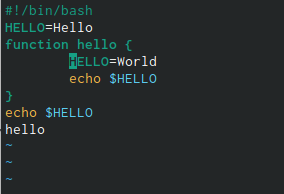 #!/bin/bash
HELLO=Hello
function hello {
        HELLO=World
        echo $HELLO
}
echo $HELLO
hello
~
~
~